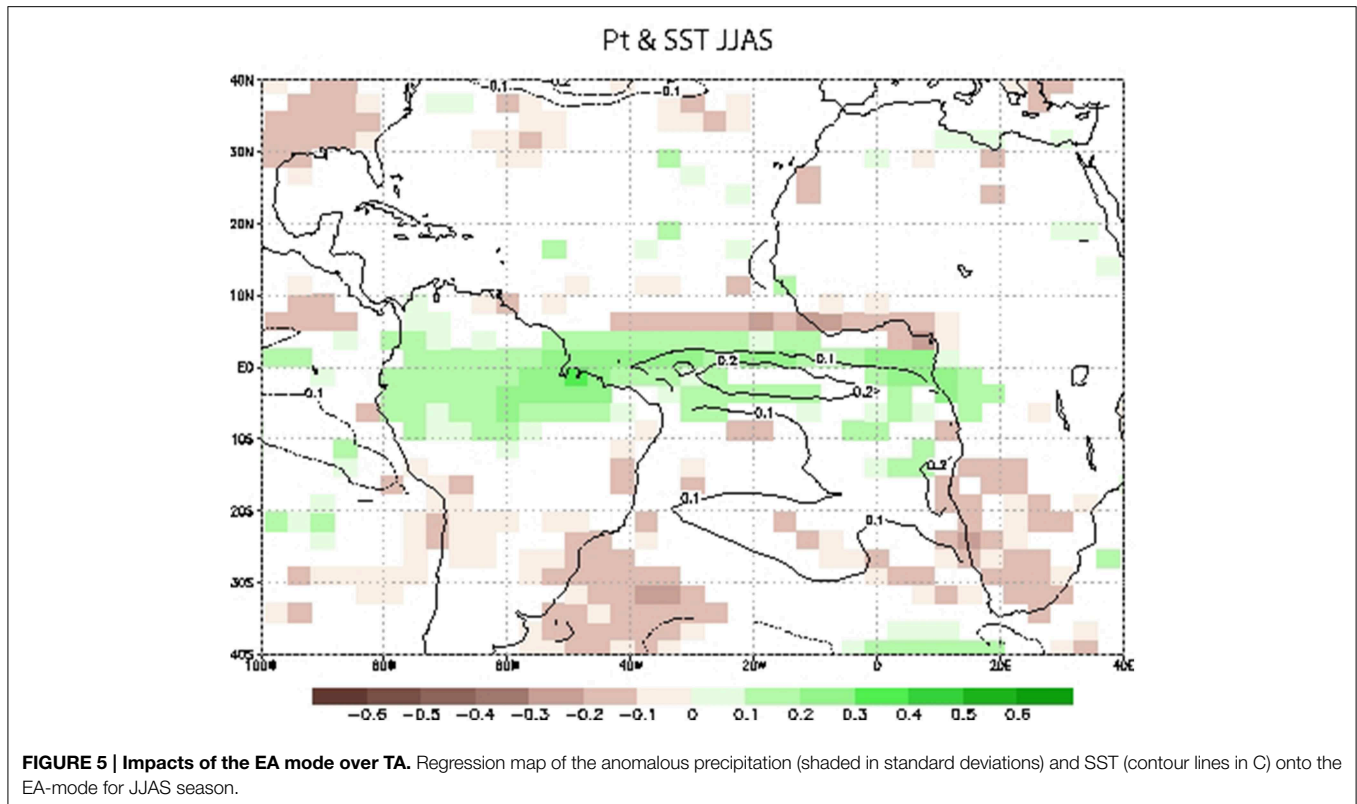 Pt & SST JJAS
40N
30N
20N
10N
EQ
10S
20S
30S
40S
-0.1
0.2
-0.1
0.2
0.1
0.2
0.1
-0.1
0.2
0.1
0.1
100W 80W 60W 40W 20W 0 20E 40E
-0.6 -0.5 -0.4 -0.3 -0.2 -0.1 0 0.1 0.2 0.3 0.4 0.5 0.6
FIGURE 5 | Impacts of the EA mode over TA. Regression map of the anomalous precipitation (shaded in standard deviations) and SST (contour lines in C) onto the
EA-mode for JJAS season.